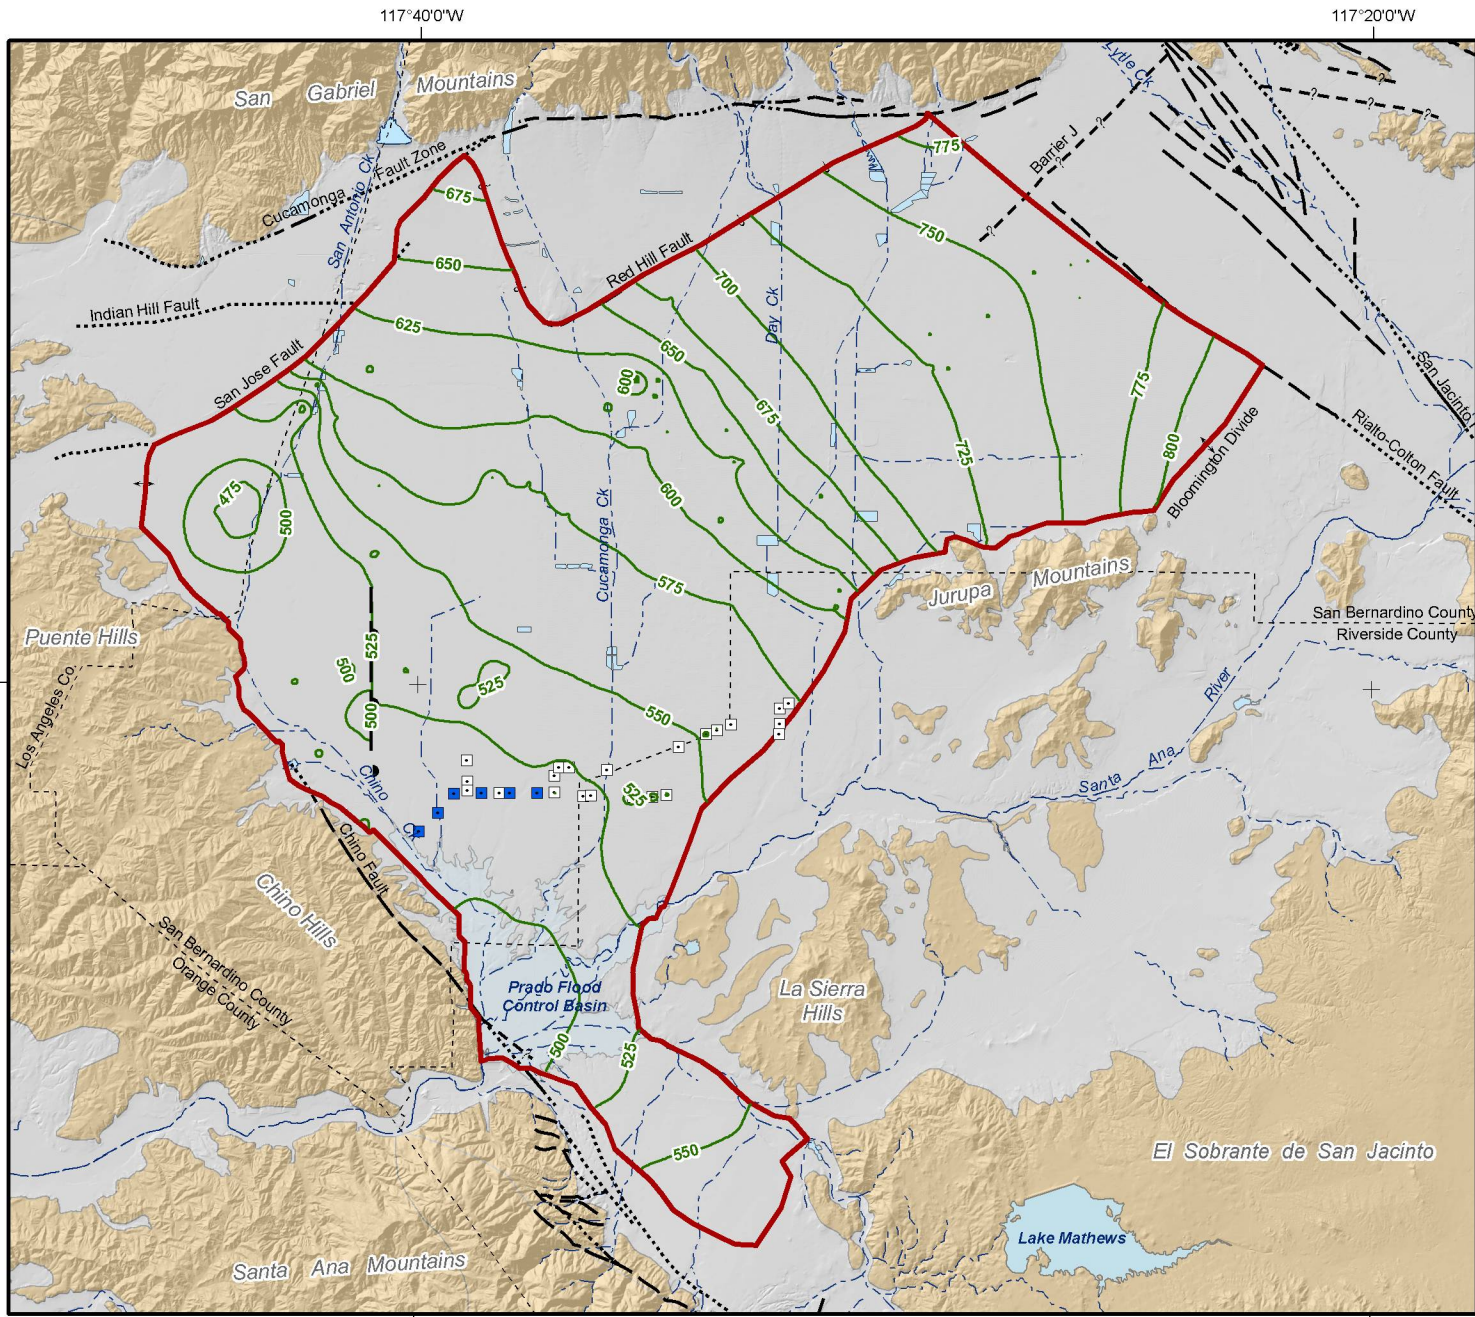 117°40'0"W
117°20'0"W
San Gabriel Mountains
Lytle Ck
?
?
?
?
775
Barrier J
?
?
?
Cucamonga Fault Zone
San Antonio Ck
675
650
Red Hill Fault
750
700
Indian Hill Fault
625
Day Ck
650
San Jose Fault
600
675
775
San Jacinto
725
800
Bloomington Divide
Rialto-Colton Fault
475
500
600
Cucamonga Ck
575
Jurupa Mountains
San Bernardino County
Riverside County
Puente Hills
525
500
525
500
550
Los Angeles Co
River
Santa Ana
Chino
Ck
525
Chino Fault
Chino Hills
San Bernardino County
Orange County
Prado Flood
Control Basin
La Sierra
Hills
500
525
550
El Sobrante de San Jacinto
Lake Mathews
Santa Ana Mountains